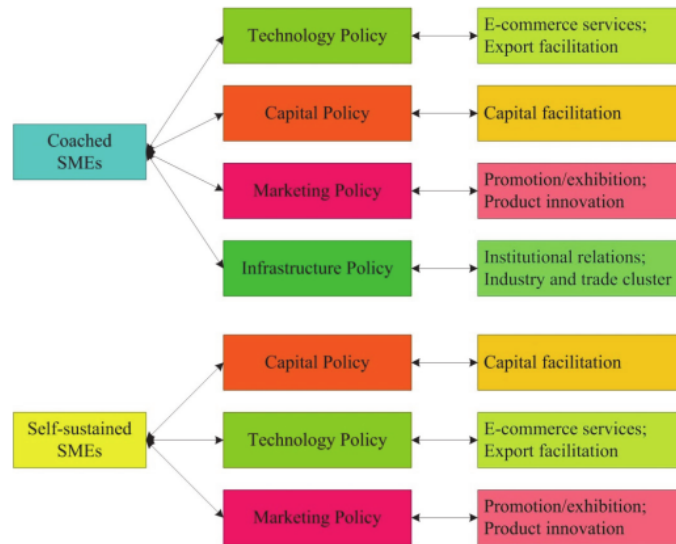 Technology Policy
E-commerce services;
Export facilitation
Coached
SMEs
Capital Policy
Capital facilitation
Marketing Policy
Promotion/exhibition;
Product innovation
Infrastructure Policy
Institutional relations;
Industry and trade cluster
Capital Policy
Capital facilitation
Self-sustained
SMEs
Technology Policy
E-commerce services;
Export facilitation
Marketing Policy
Promotion/exhibition;
Product innovation